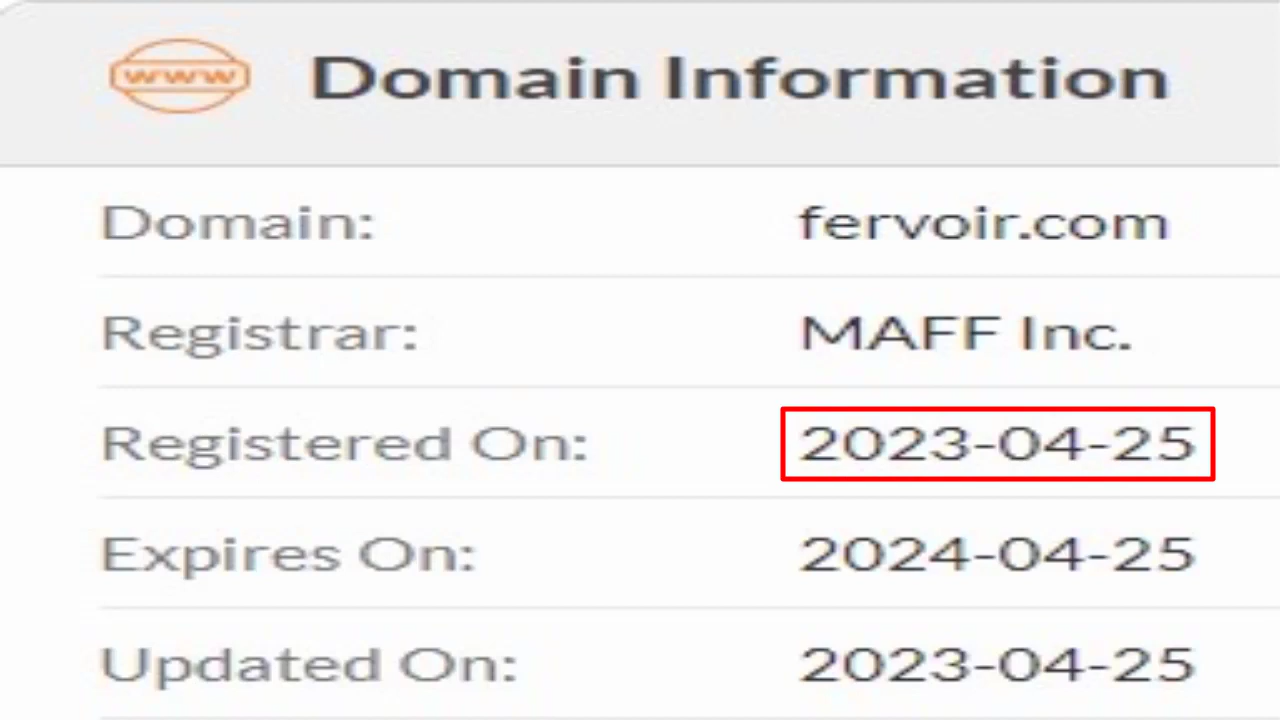 www Domain Information
Domain: fervoir.com
Registrar: MAFF Inc.
Registered On: 2023-04-25
Expires On: 2024-04-25
Updated On: 2023-04-25